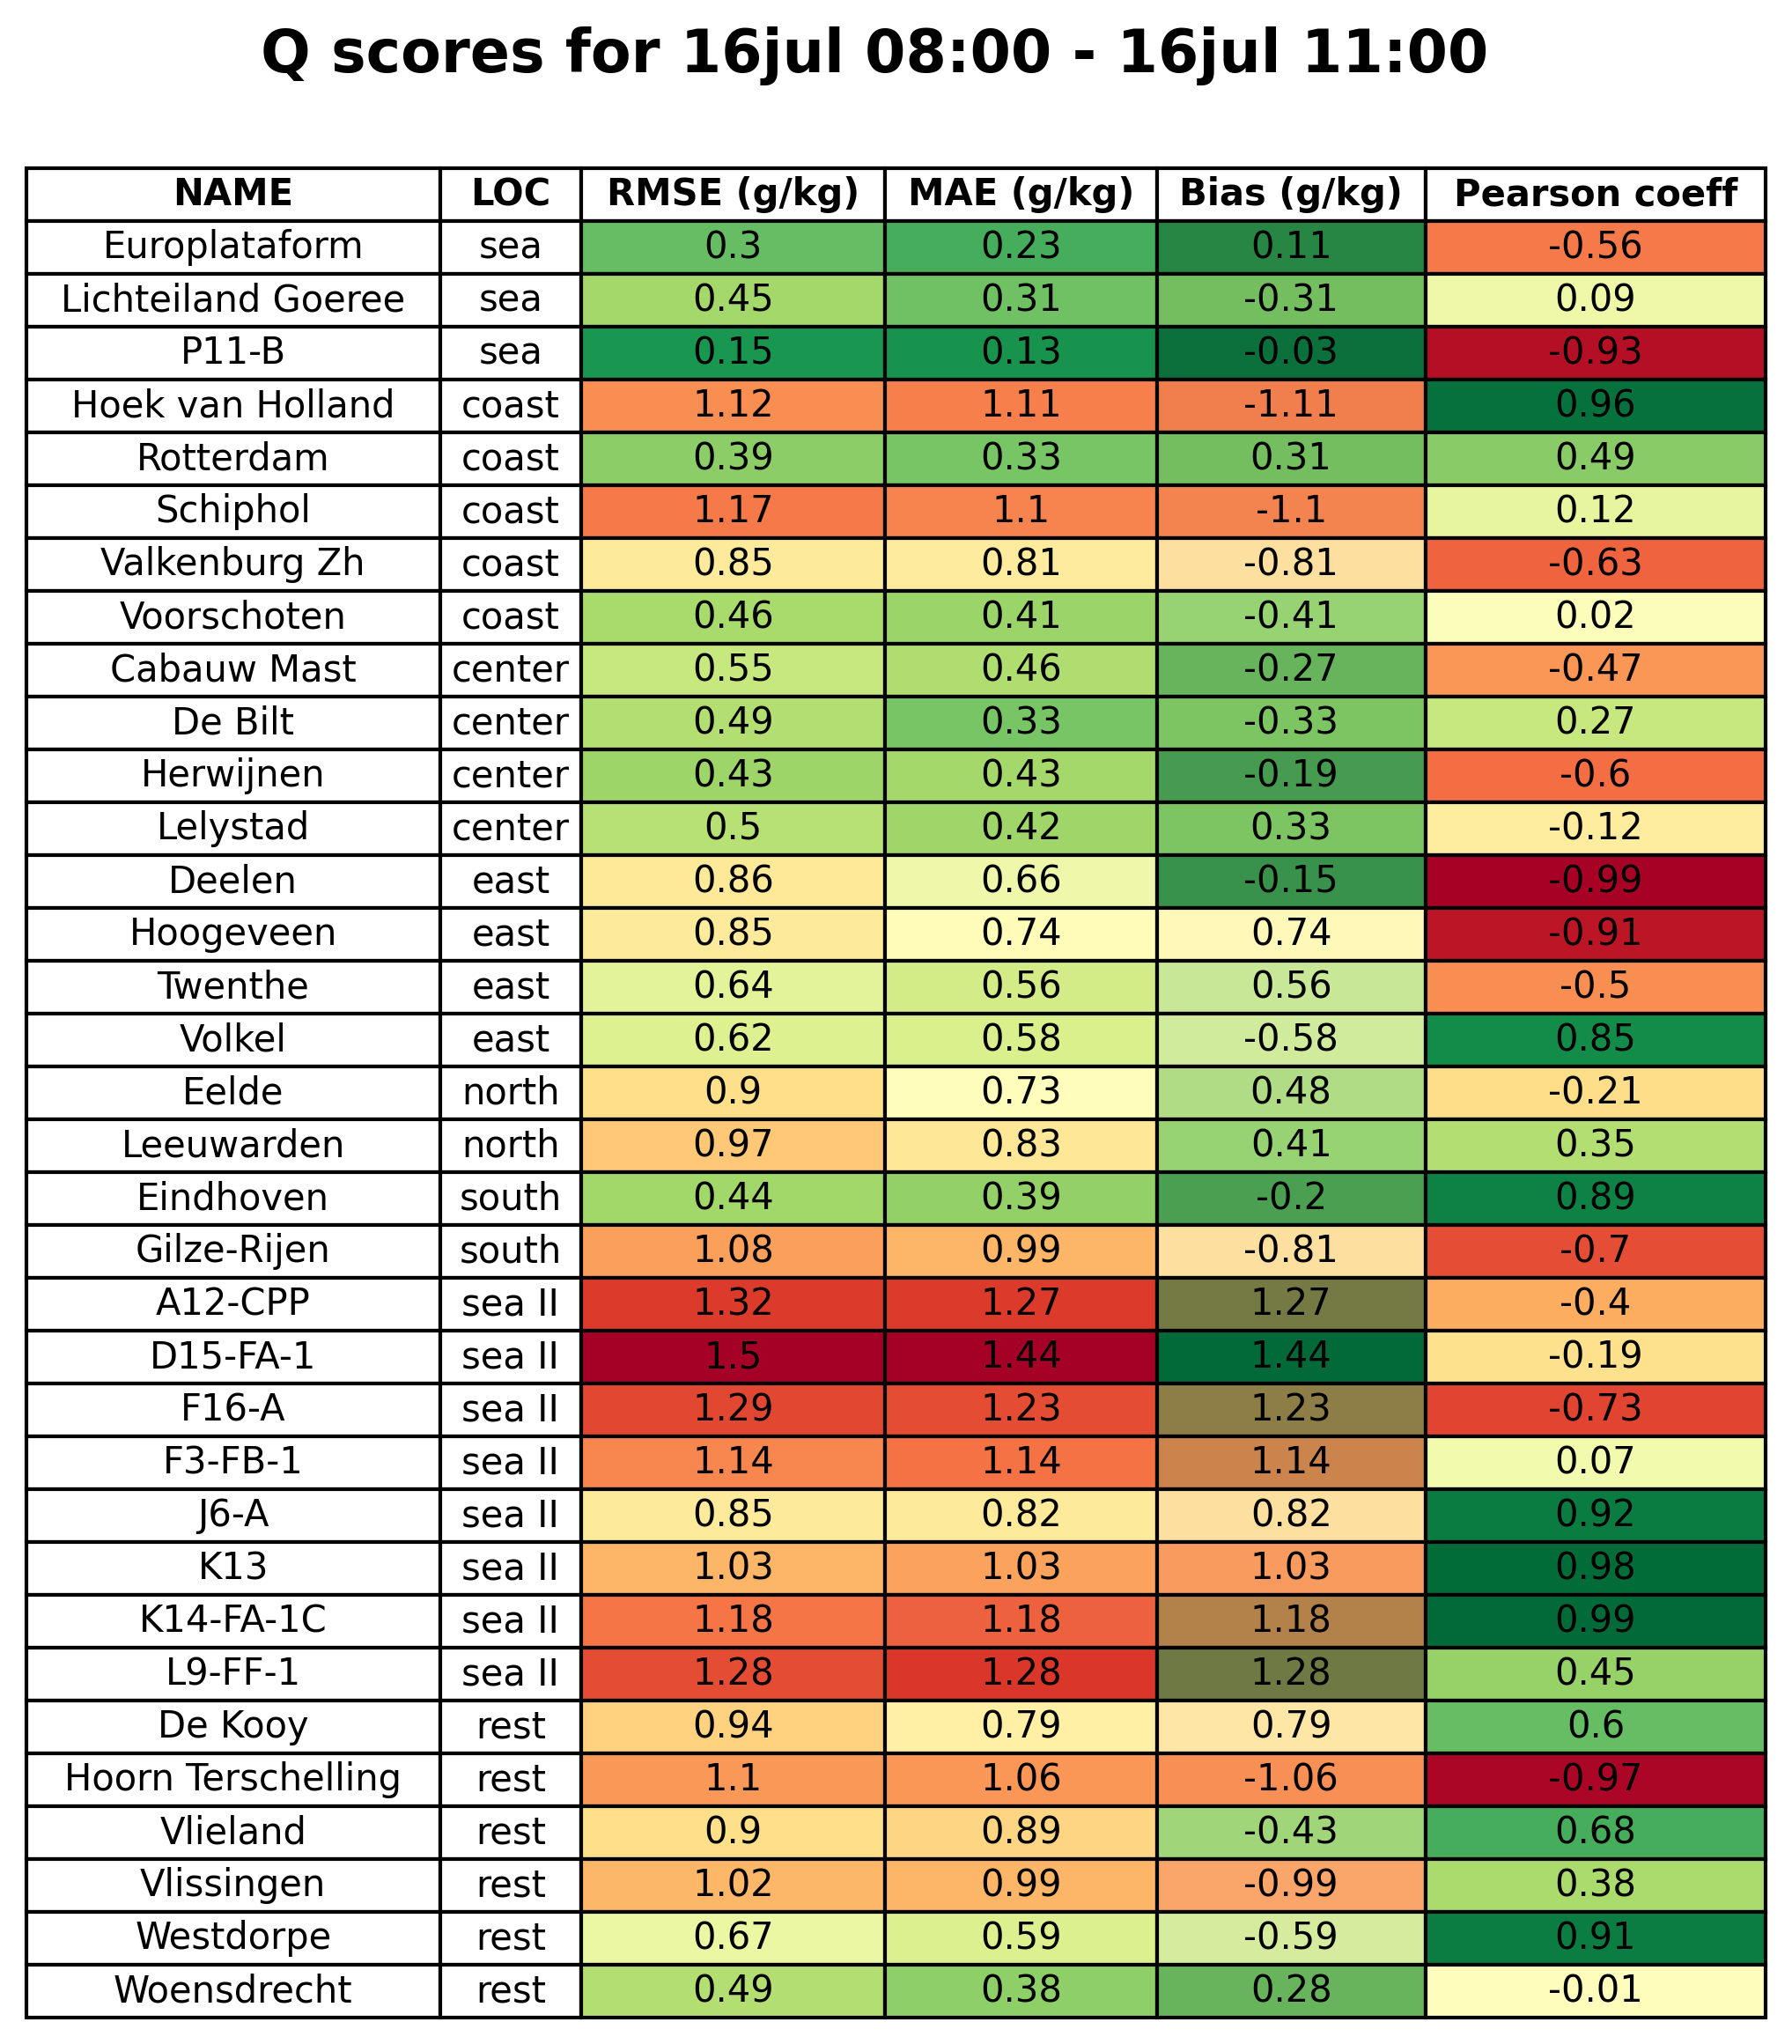 Q scores for 16jul 08:00 - 16jul 11:00
NAME LOC RMSE (g/kg) MAE (g/kg) Bias (g/kg) Pearson coeff
Europlataform sea 0.3 0.23 0.11 -0.56
Lichteiland Goeree sea 0.45 0.31 -0.31 0.09
P11-B sea 0.15 0.13 -0.03 -0.93
Hoek van Holland coast 1.12 1.11 -1.11 0.96
Rotterdam coast 0.39 0.33 0.31 0.49
Schiphol coast 1.17 1.1 -1.1 0.12
Valkenburg Zh coast 0.85 0.81 -0.81 -0.63
Voorschoten coast 0.46 0.41 -0.41 0.02
Cabauw Mast center 0.55 0.46 -0.27 -0.47
De Bilt center 0.49 0.33 -0.33 0.27
Herwijnen center 0.43 0.43 -0.19 -0.6
Lelystad center 0.5 0.42 0.33 -0.12
Deelen east 0.86 0.66 -0.15 -0.99
Hoogeveen east 0.85 0.74 0.74 -0.91
Twenthe east 0.64 0.56 0.56 -0.5
Volkel east 0.62 0.58 -0.58 0.85
Eelde north 0.9 0.73 0.48 -0.21
Leeuwarden north 0.97 0.83 0.41 0.35
Eindhoven south 0.44 0.39 -0.2 0.89
Gilze-Rijen south 1.08 0.99 -0.81 -0.7
A12-CPP sea II 1.32 1.27 1.27 -0.4
D15-FA-1 sea II 1.5 1.44 1.44 -0.19
F16-A sea II 1.29 1.23 1.23 -0.73
F3-FB-1 sea II 1.14 1.14 1.14 0.07
J6-A sea II 0.85 0.82 0.82 0.92
K13 sea II 1.03 1.03 1.03 0.98
K14-FA-1C sea II 1.18 1.18 1.18 0.99
L9-FF-1 sea II 1.28 1.28 1.28 0.45
De Kooy rest 0.94 0.79 0.79 0.6
Hoorn Terschelling rest 1.1 1.06 -1.06 -0.97
Vlieland rest 0.9 0.89 -0.43 0.68
Vlissingen rest 1.02 0.99 -0.99 0.38
Westdorpe rest 0.67 0.59 -0.59 0.91
Woensdrecht rest 0.49 0.38 0.28 -0.01